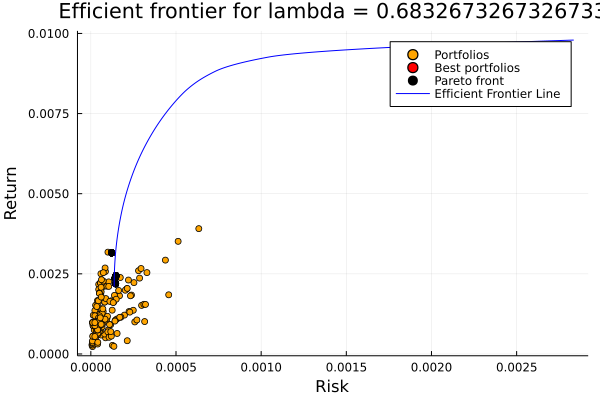 Efficient frontier for lambda = 0.6832673267326733
0.0100
Portfolios
Best portfolios
Pareto front
Efficient Frontier Line
0.0075
Return
0.0050
0.0025
0.0000
0.0000 0.0005 0.0010 0.0015 0.0020 0.0025
Risk